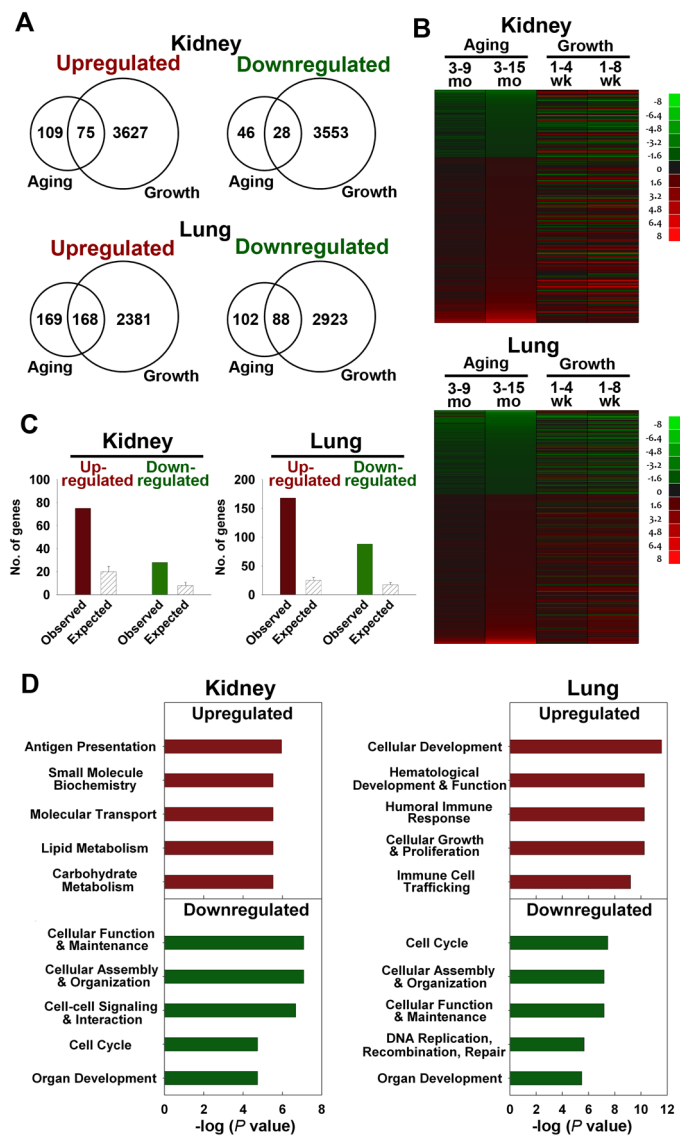 A
Kidney
Upregulated
Downregulated
109 75 3627
46 28 3553
Aging
Growth
Aging
Growth
Lung
Upregulated
Downregulated
169 168 2381
102 88 2923
Aging
Growth
Aging
Growth
B
Kidney
Aging Growth
3-9 mo 3-15 mo 1-4 wk 1-8 wk
-8
-6.4
-4.8
-3.2
-1.6
0
1.6
3.2
4.8
6.4
8
Lung
Aging Growth
3-9 mo 3-15 mo 1-4 wk 1-8 wk
-8
-6.4
-4.8
-3.2
-1.6
0
1.6
3.2
4.8
6.4
8
C
Kidney
Up-
regulated
Down-
regulated
No. of genes
100
80
60
40
20
0
Observed
Expected
Observed
Expected
Lung
Up-
regulated
Down-
regulated
No. of genes
200
150
100
50
0
Observed
Expected
Observed
Expected
D
Kidney
Upregulated
Antigen Presentation
Small Molecule
Biochemistry
Molecular Transport
Lipid Metabolism
Carbohydrate
Metabolism
Downregulated
Cellular Function
& Maintenance
Cellular Assembly
& Organization
Cell-cell Signaling
& Interaction
Cell Cycle
Organ Development
0 2 4 6 8
-log (P value)
Lung
Upregulated
Cellular Development
Hematological
Development & Function
Humoral Immune
Response
Cellular Growth
& Proliferation
Immune Cell
Trafficking
Downregulated
Cell Cycle
Cellular Assembly
& Organization
Cellular Function
& Maintenance
DNA Replication,
Recombination, Repair
Organ Development
0 2 4 6 8 10 12
-log (P value)